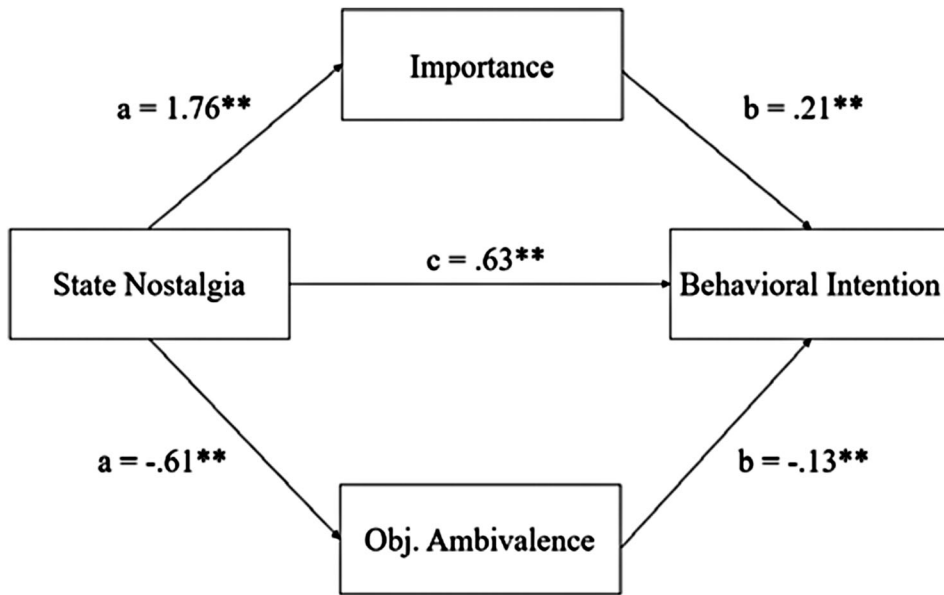 Importance
a = 1.76**
b = .21**
State Nostalgia
c = .63**
Behavioral Intention
a = -.61**
b = -.13**
Obj. Ambivalence